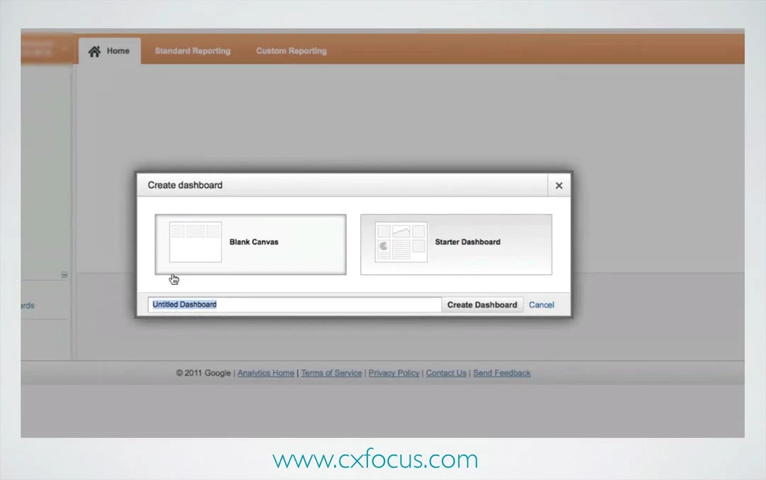 Home Standard Reporting Custom Reporting
Create dashboard
Blank Canvas Starter Dashboard
Untitled Dashboard Create Dashboard Cancel
rds
© 2011 Google | Analytics Home | Terms of Service | Privacy Policy | Contact Us | Send Feedback
www.cxfocus.com